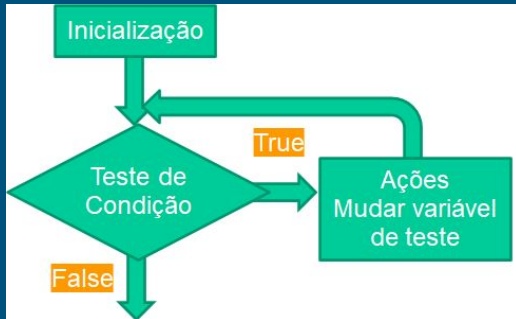 Inicialização
True
Teste de
Condição
Ações
Mudar variável
de teste
False